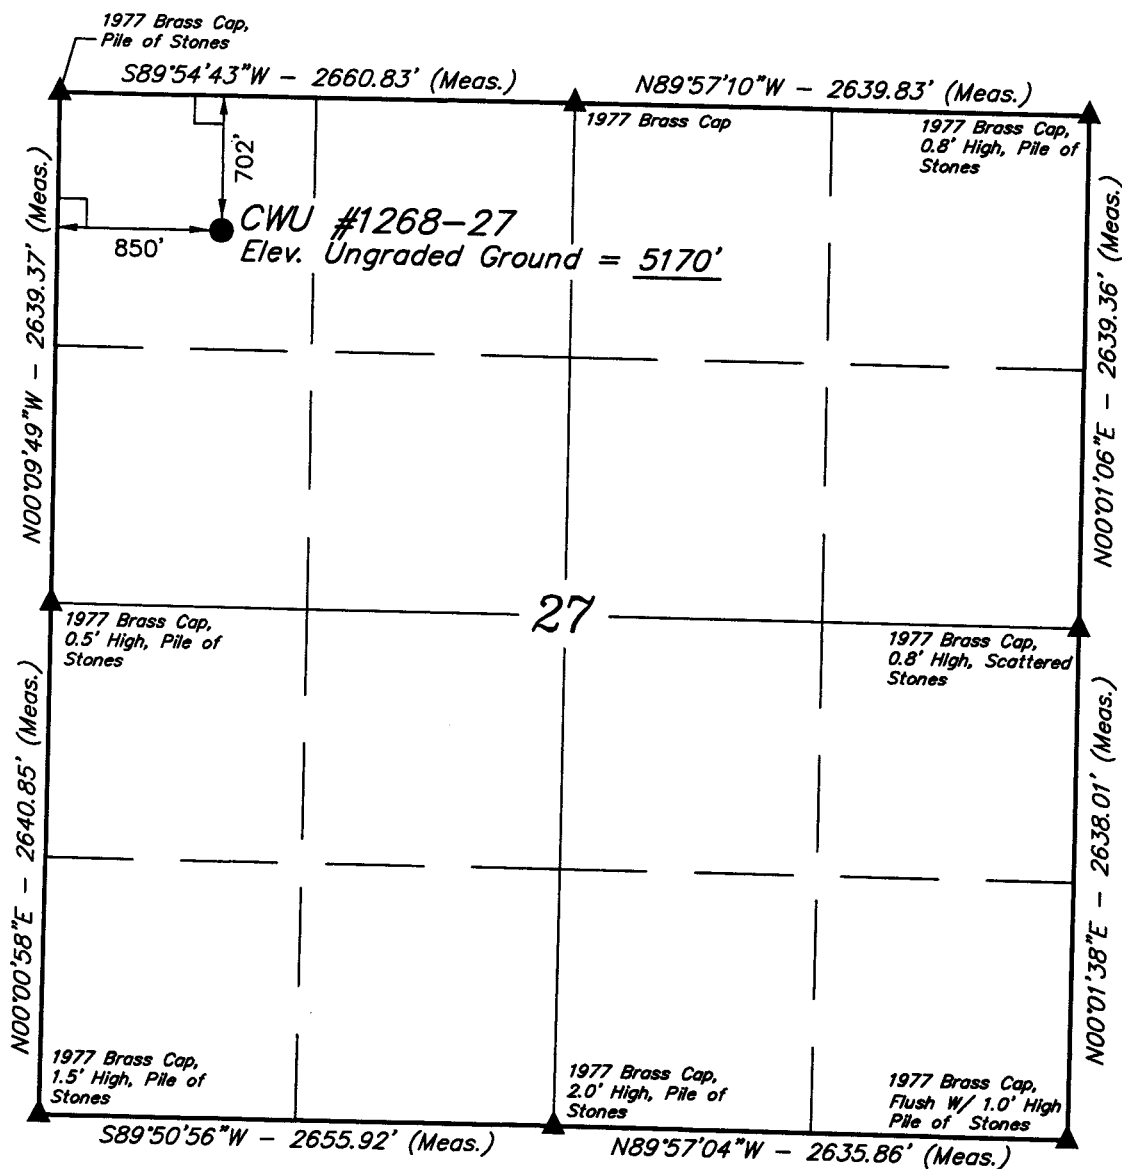 1977 Brass Cap,
Pile of Stones
S89°54'43"W - 2660.83' (Meas.)
N89°57'10"W - 2639.83' (Meas.)
1977 Brass Cap
1977 Brass Cap,
0.8' High, Pile of
Stones
702'
850'
CWU #1268-27
Elev. Ungraded Ground = 5170'
N00°09'49"W - 2639.37' (Meas.)
N00°01'06"E - 2639.36' (Meas.)
27
1977 Brass Cap,
0.5' High, Pile of
Stones
1977 Brass Cap,
0.8' High, Scattered
Stones
N00°00'58"E - 2640.85' (Meas.)
N00°01'38"E - 2638.01' (Meas.)
1977 Brass Cap,
1.5' High, Pile of
Stones
1977 Brass Cap,
2.0' High, Pile of
Stones
1977 Brass Cap,
Flush W/ 1.0' High
Pile of Stones
S89°50'56"W - 2655.92' (Meas.)
N89°57'04"W - 2635.86' (Meas.)